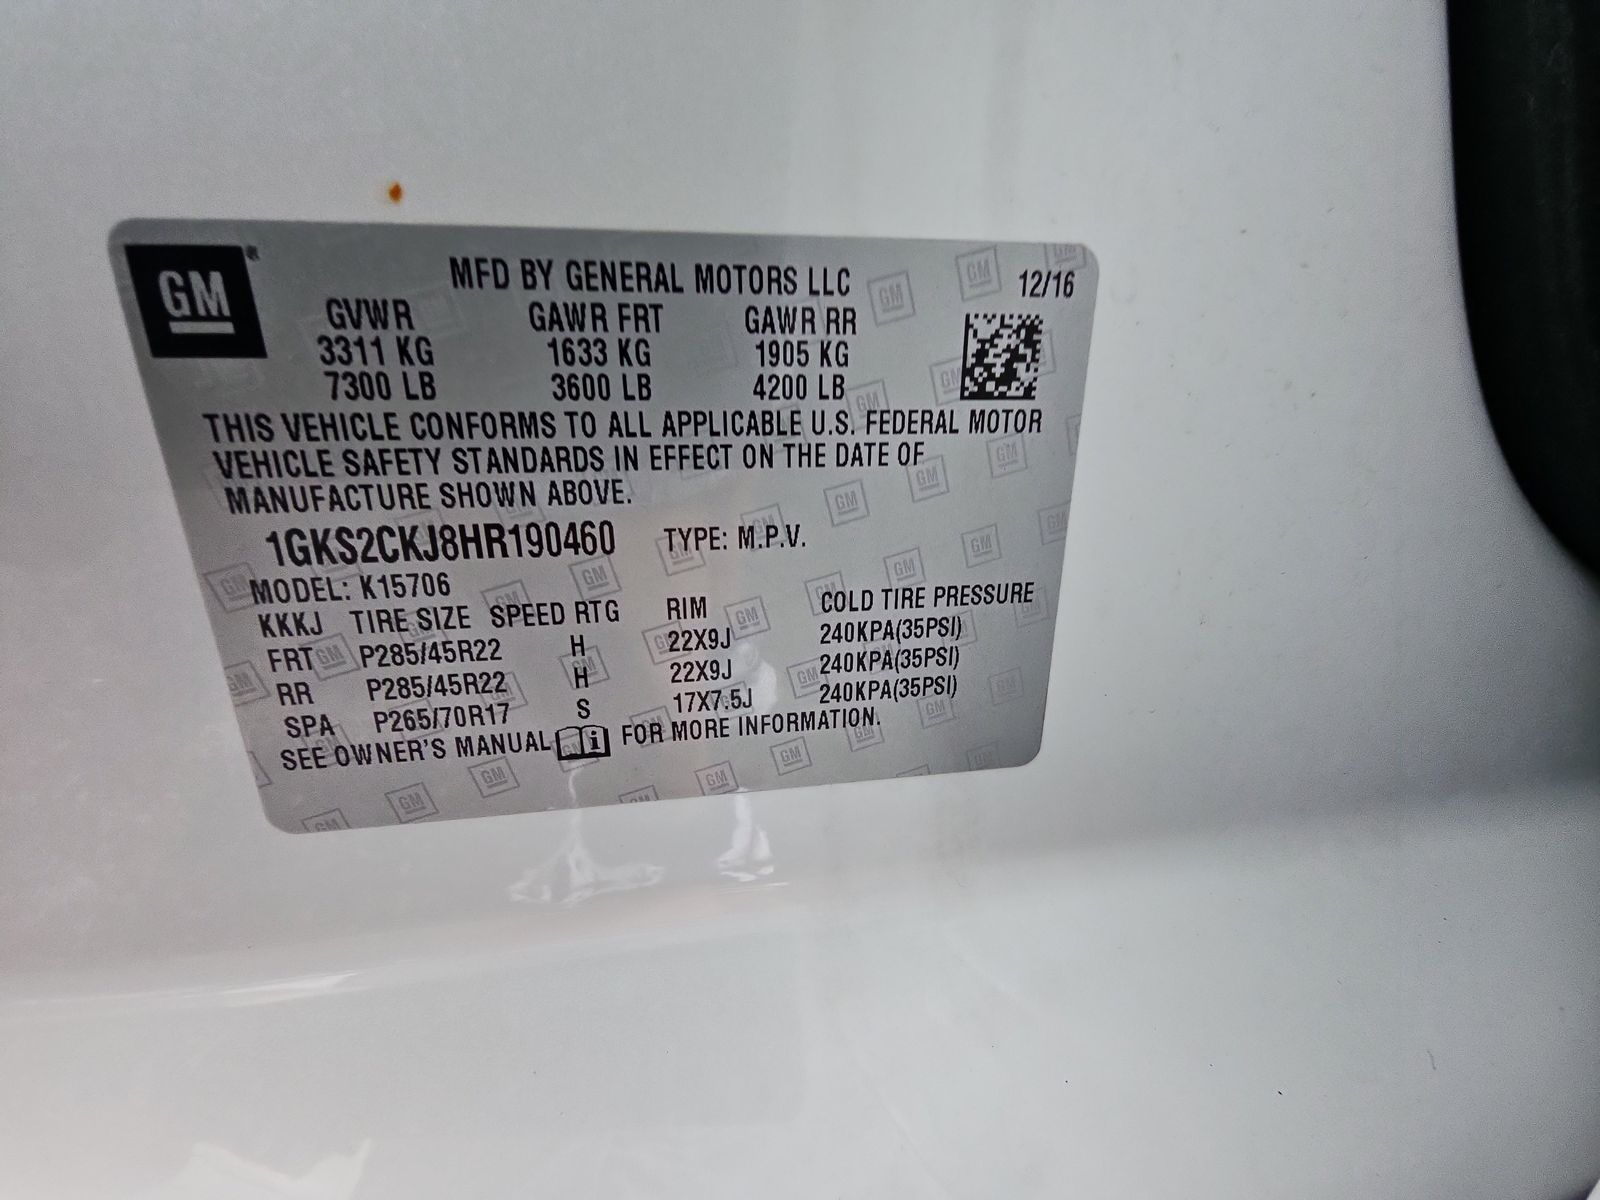 GM®
MFD BY GENERAL MOTORS LLC 12/16
GVWR GAWR FRT GAWR RR
3311 KG 1633 KG 1905 KG
7300 LB 3600 LB 4200 LB
THIS VEHICLE CONFORMS TO ALL APPLICABLE U.S. FEDERAL MOTOR
VEHICLE SAFETY STANDARDS IN EFFECT ON THE DATE OF
MANUFACTURE SHOWN ABOVE.
1GKS2CKJ8HR190460 TYPE: M.P.V.
MODEL: K15706
KKKJ TIRE SIZE SPEED RTG RIM COLD TIRE PRESSURE
FRT P285/45R22 H 22X9J 240KPA(35PSI)
RR P285/45R22 H 22X9J 240KPA(35PSI)
SPA P265/70R17 S 17X7.5J 240KPA(35PSI)
SEE OWNER'S MANUAL i FOR MORE INFORMATION.